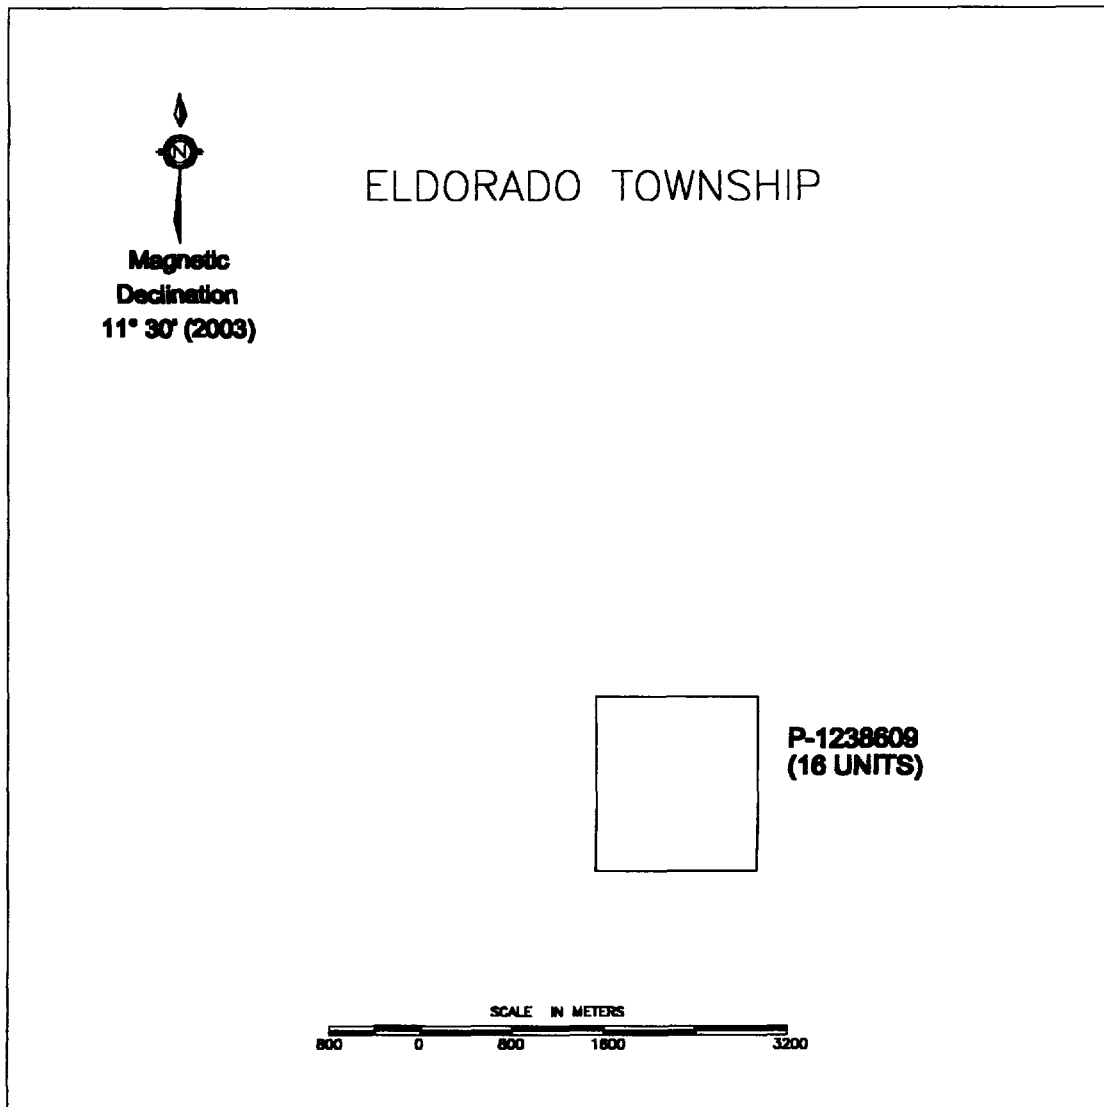 N
ELDORADO TOWNSHIP
Magnetic
Declination
11° 30' (2003)
P-1238609
(16 UNITS)
SCALE IN METERS
800 0 800 1600 3200